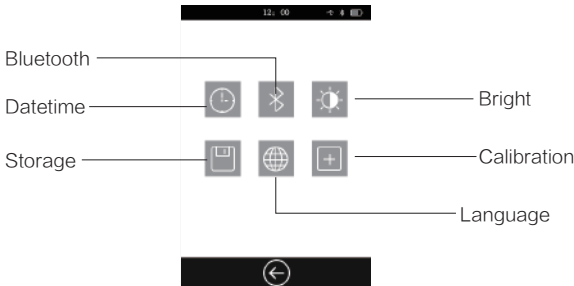 12: 00
Bluetooth
Datetime
Bright
Storage
Calibration
Language